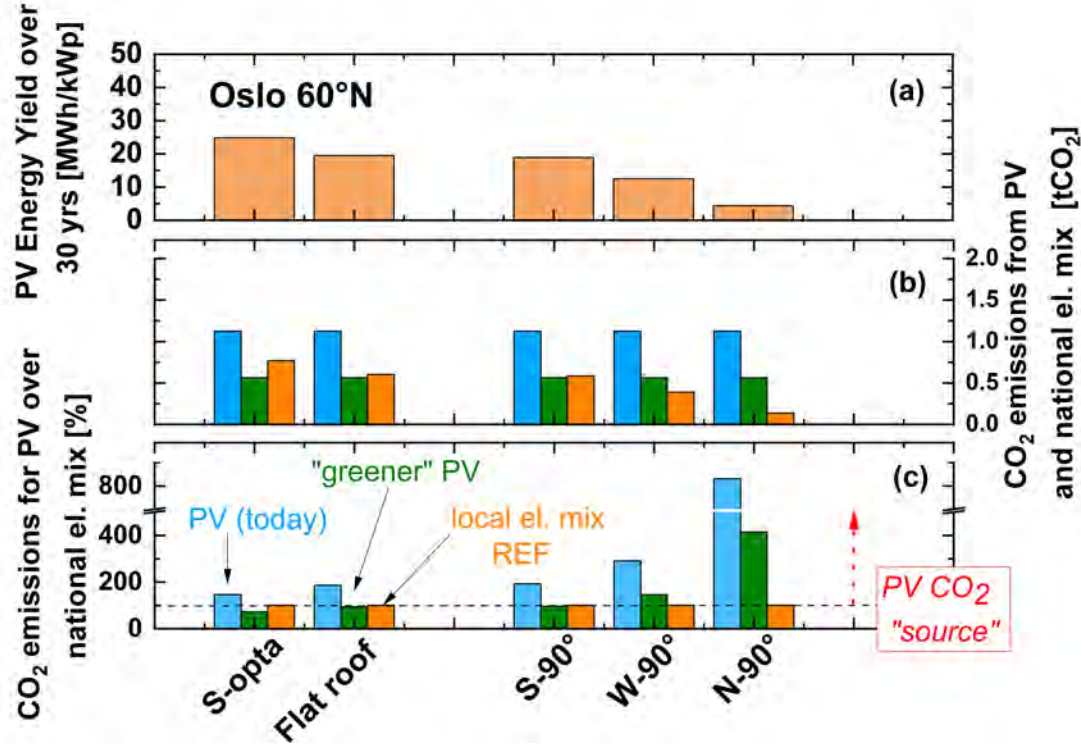 PV Energy Yield over
30 yrs [MWh/kWp]
50
40
30
20
10
0
Oslo 60°N
(a)
CO₂ emissions from PV
and national el. mix [tCO₂]
2.0
1.5
1.0
0.5
0.0
(b)
CO₂ emissions for PV over
national el. mix [%]
800
400
200
0
(c)
"greener" PV
PV (today)
local el. mix
REF
PV CO₂
"source"
S-opta
Flat roof
S-90°
W-90°
N-90°